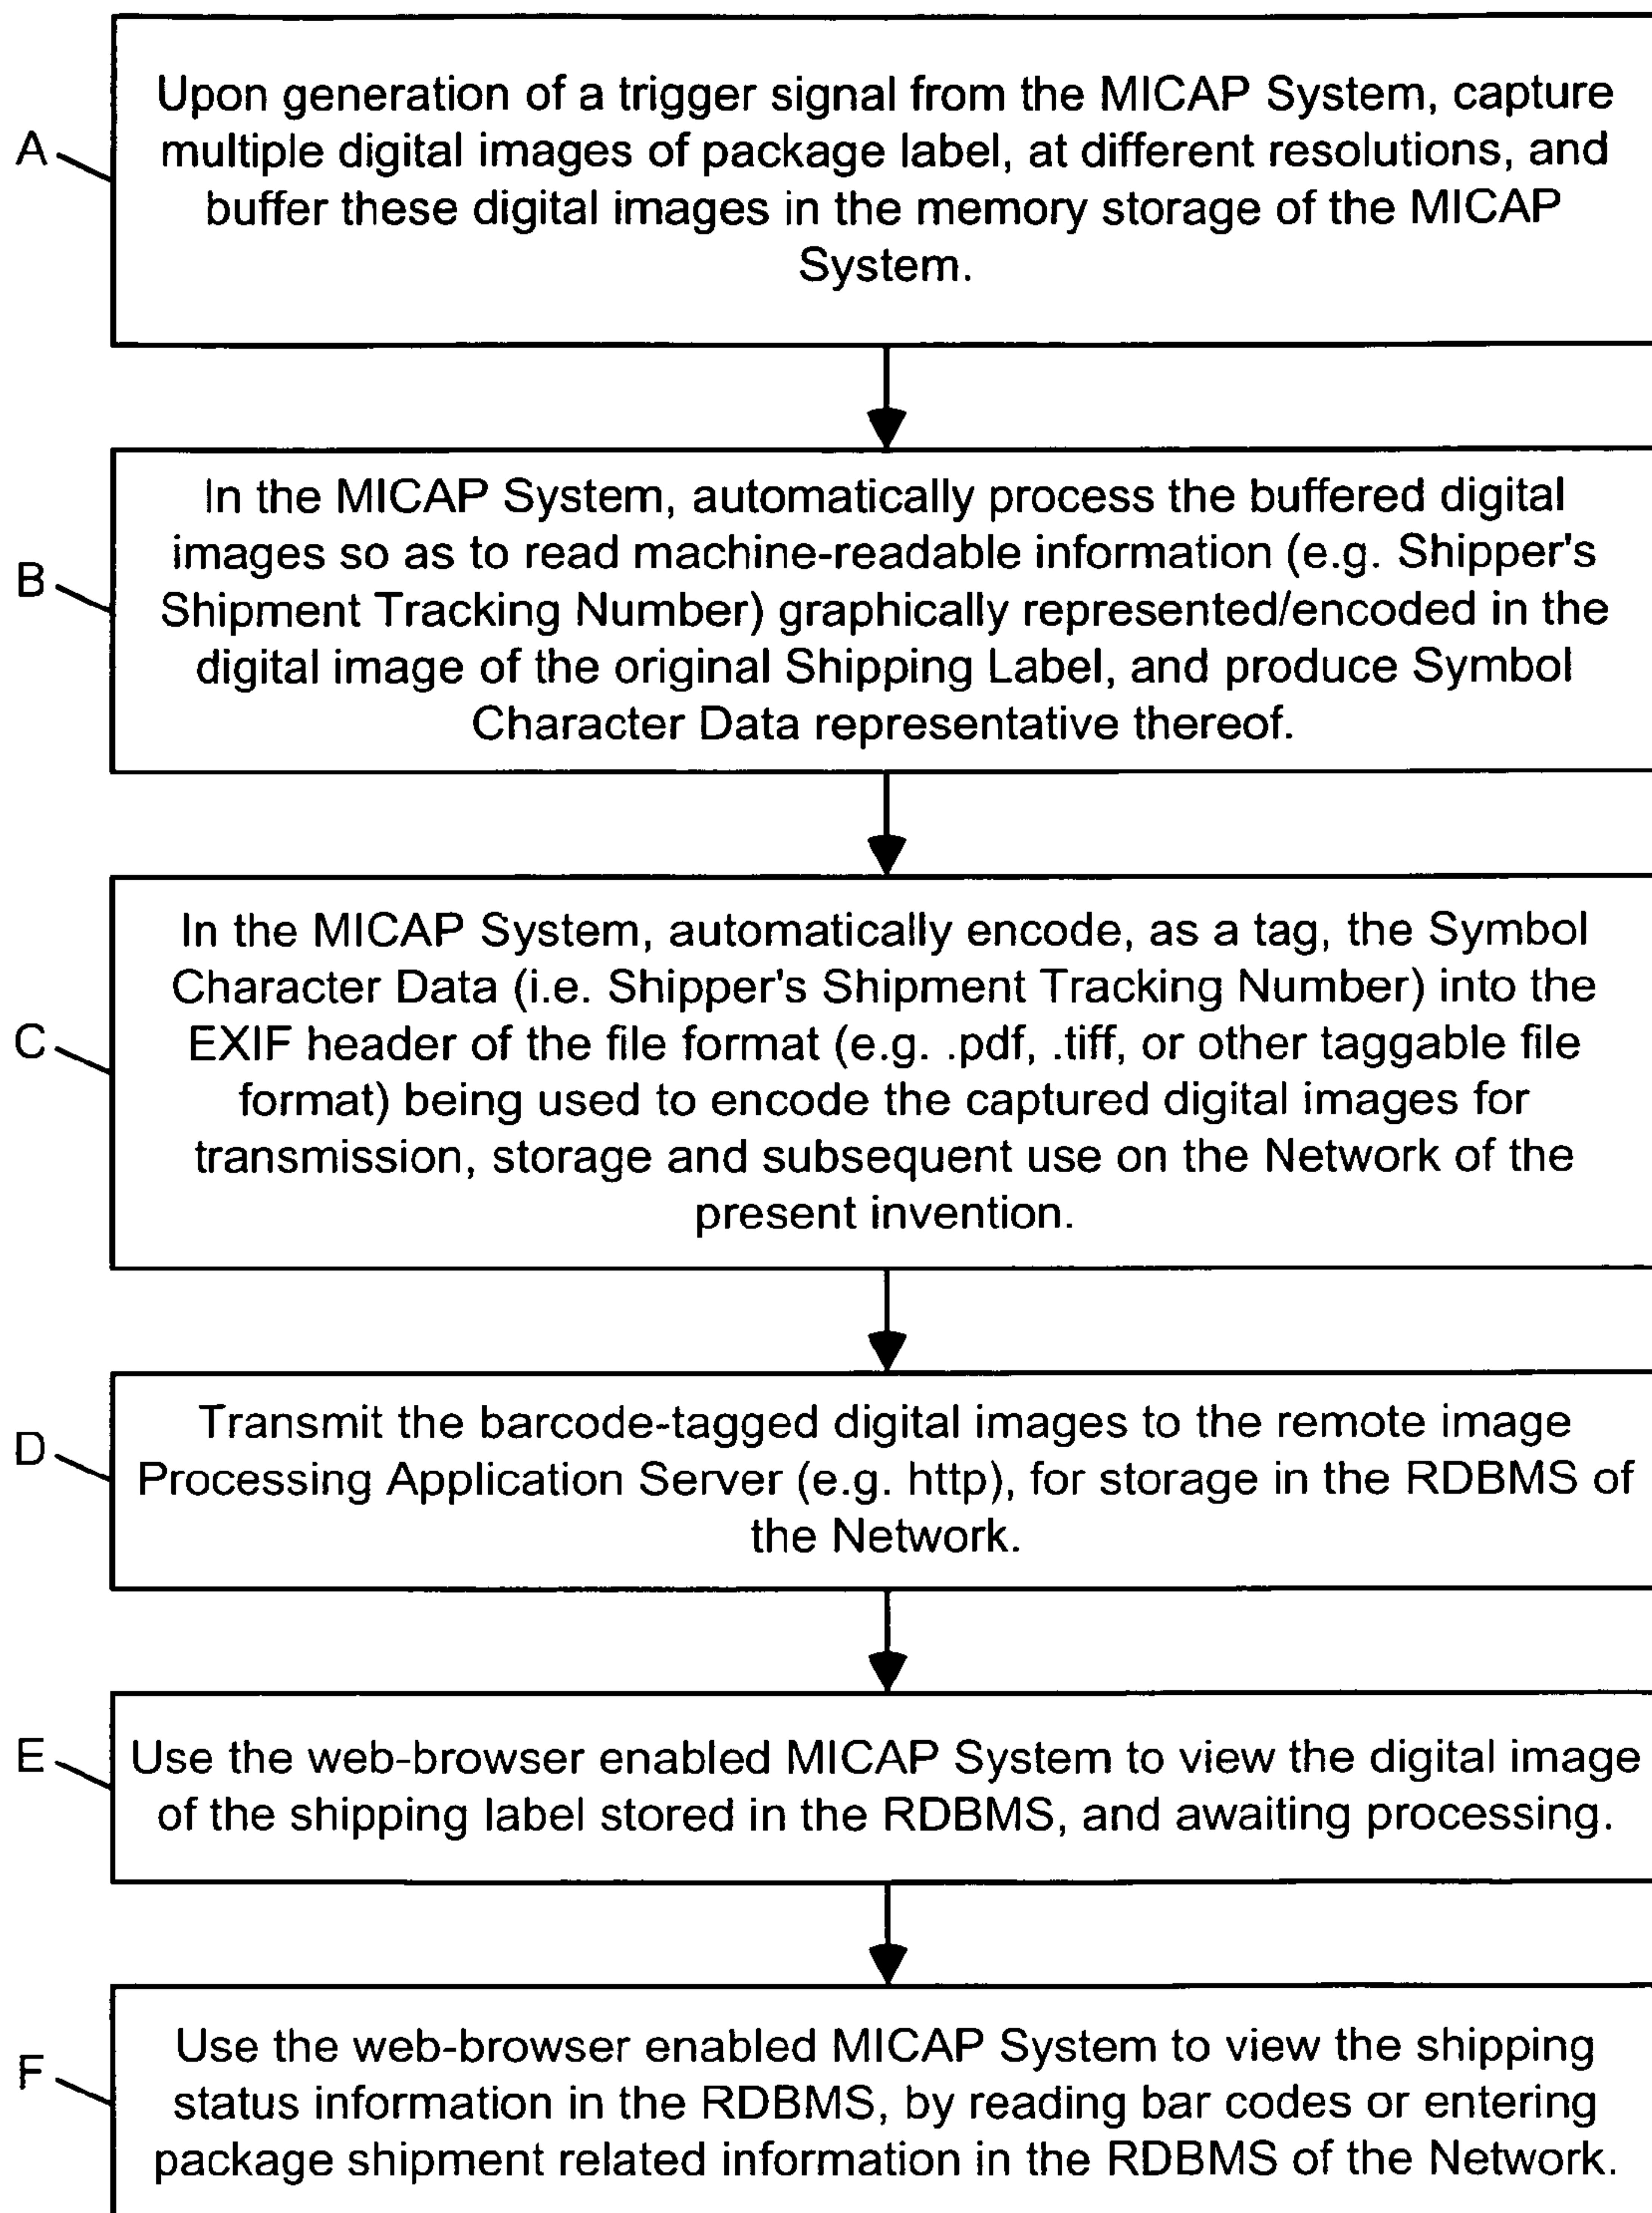 A
Upon generation of a trigger signal from the MICAP System, capture
multiple digital images of package label, at different resolutions, and
buffer these digital images in the memory storage of the MICAP
System.
B
In the MICAP System, automatically process the buffered digital
images so as to read machine-readable information (e.g. Shipper's
Shipment Tracking Number) graphically represented/encoded in the
digital image of the original Shipping Label, and produce Symbol
Character Data representative thereof.
C
In the MICAP System, automatically encode, as a tag, the Symbol
Character Data (i.e. Shipper's Shipment Tracking Number) into the
EXIF header of the file format (e.g. .pdf, .tiff, or other taggable file
format) being used to encode the captured digital images for
transmission, storage and subsequent use on the Network of the
present invention.
D
Transmit the barcode-tagged digital images to the remote image
Processing Application Server (e.g. http), for storage in the RDBMS of
the Network.
E
Use the web-browser enabled MICAP System to view the digital image
of the shipping label stored in the RDBMS, and awaiting processing.
F
Use the web-browser enabled MICAP System to view the shipping
status information in the RDBMS, by reading bar codes or entering
package shipment related information in the RDBMS of the Network.